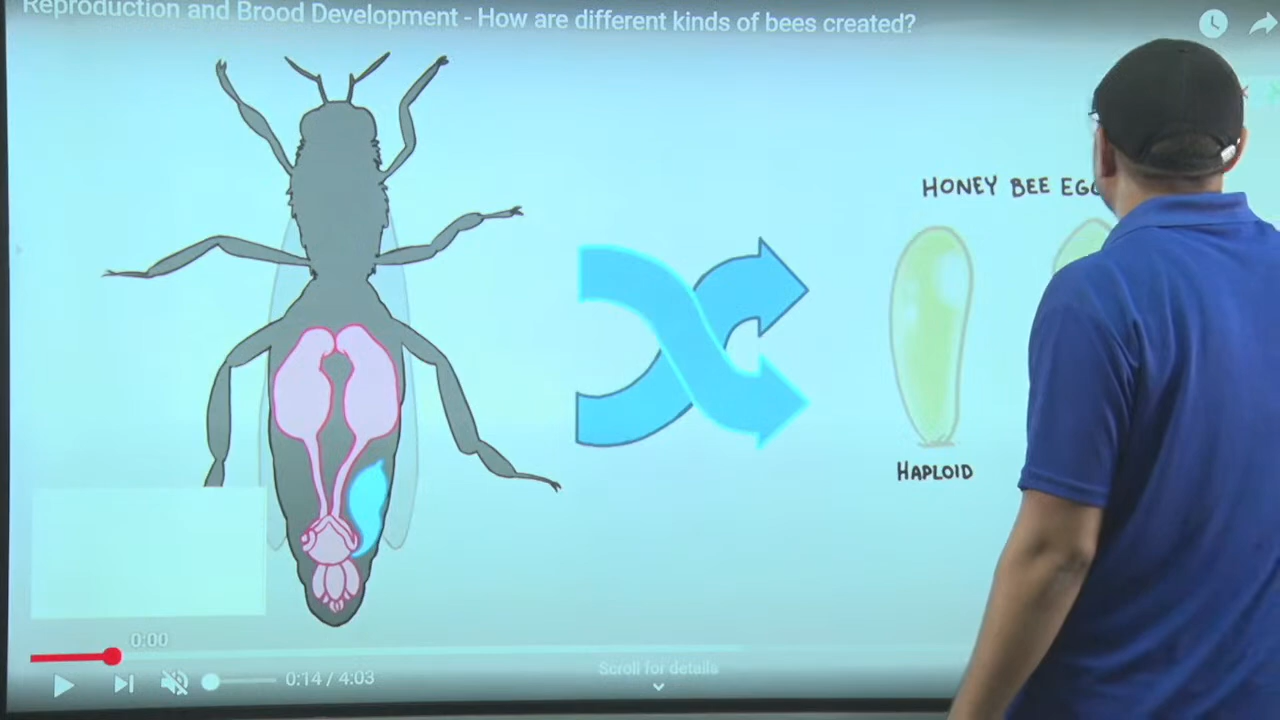 Reproduction and Brood Development - How are different kinds of bees created?
HONEY BEE
HAPLOID
0:00
0:14 / 4:03
Scroll for details